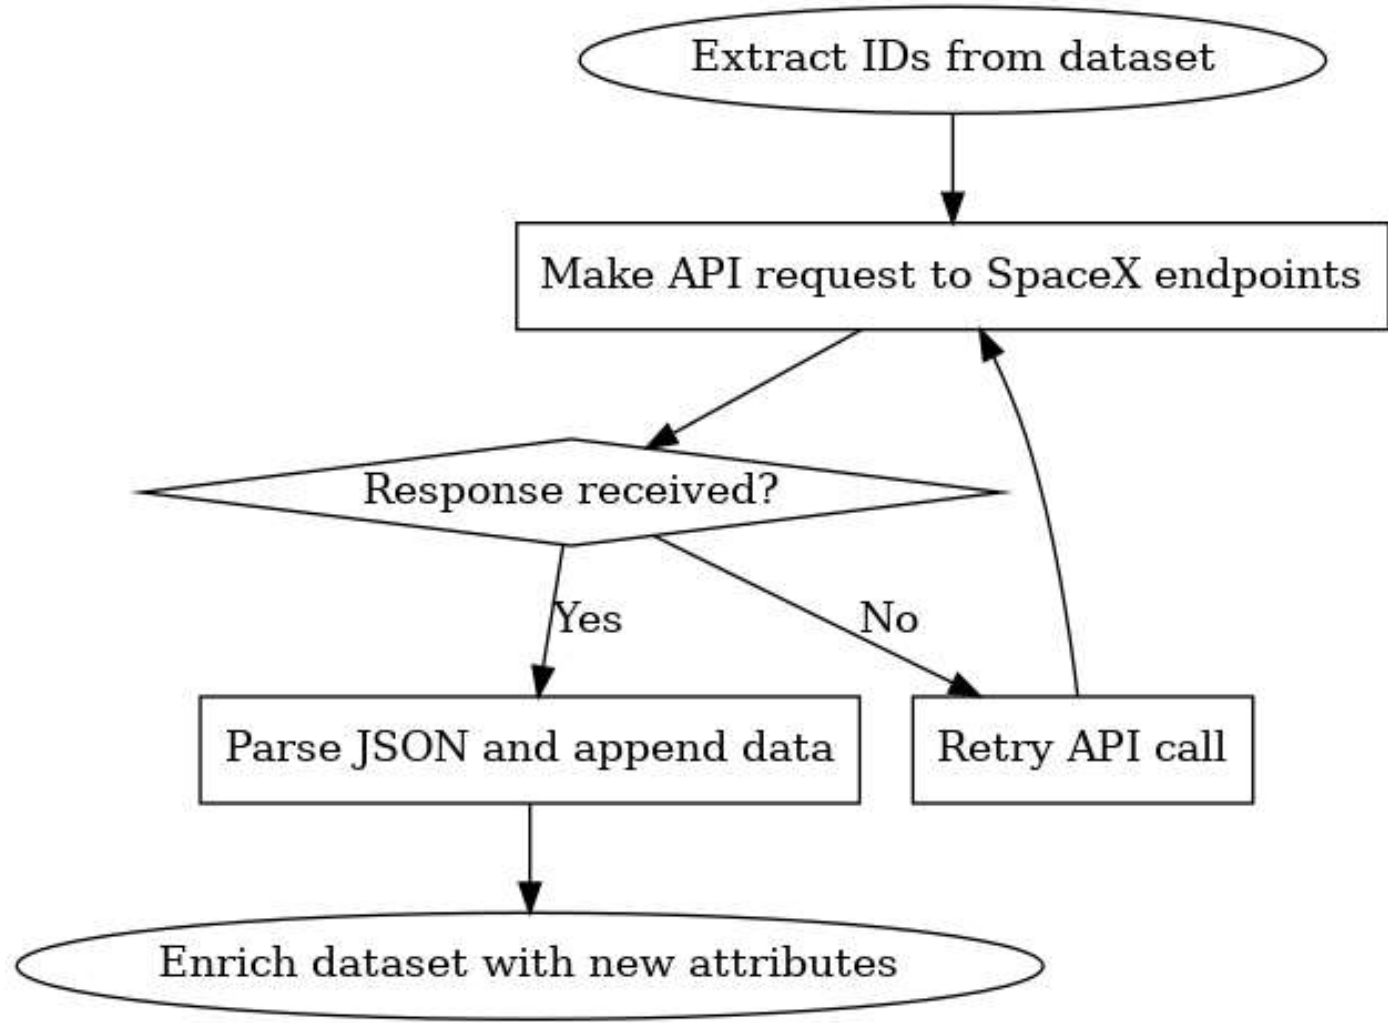 Extract IDs from dataset
Make API request to SpaceX endpoints
Response received?
Yes
No
Parse JSON and append data
Retry API call
Enrich dataset with new attributes